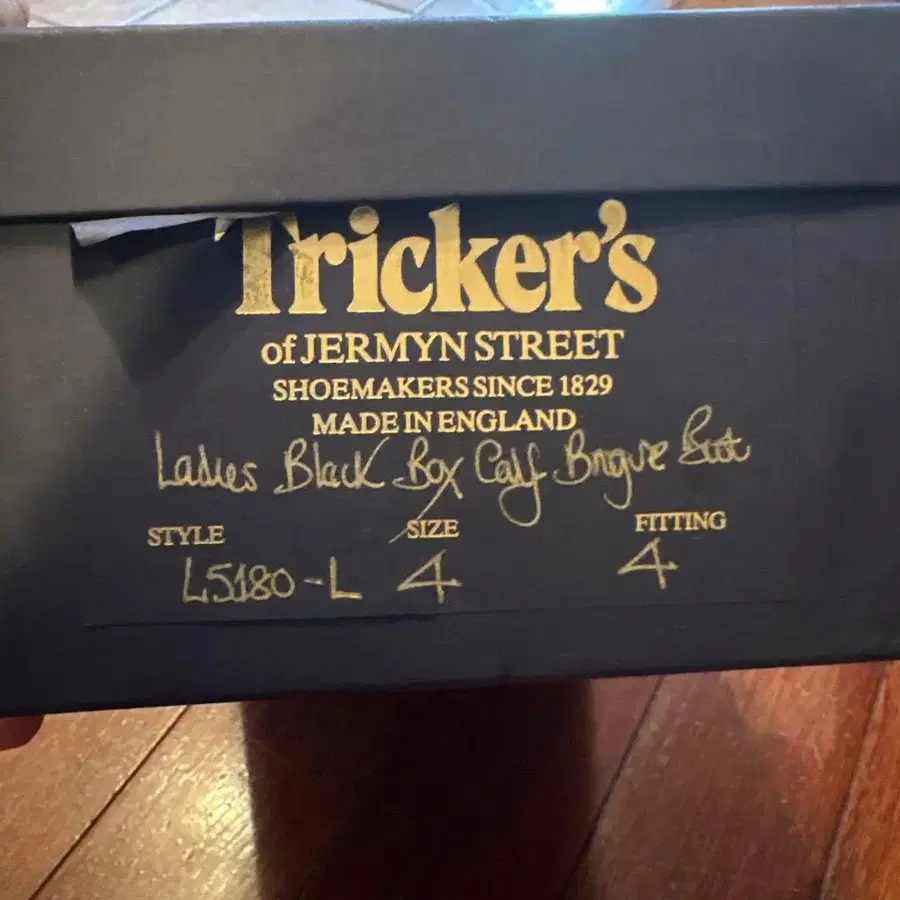 Tricker's
of JERMYN STREET
SHOEMAKERS SINCE 1829
MADE IN ENGLAND
Ladies Black Box Calf Brogue Boot
STYLE SIZE FITTING
L5180-L 4 4